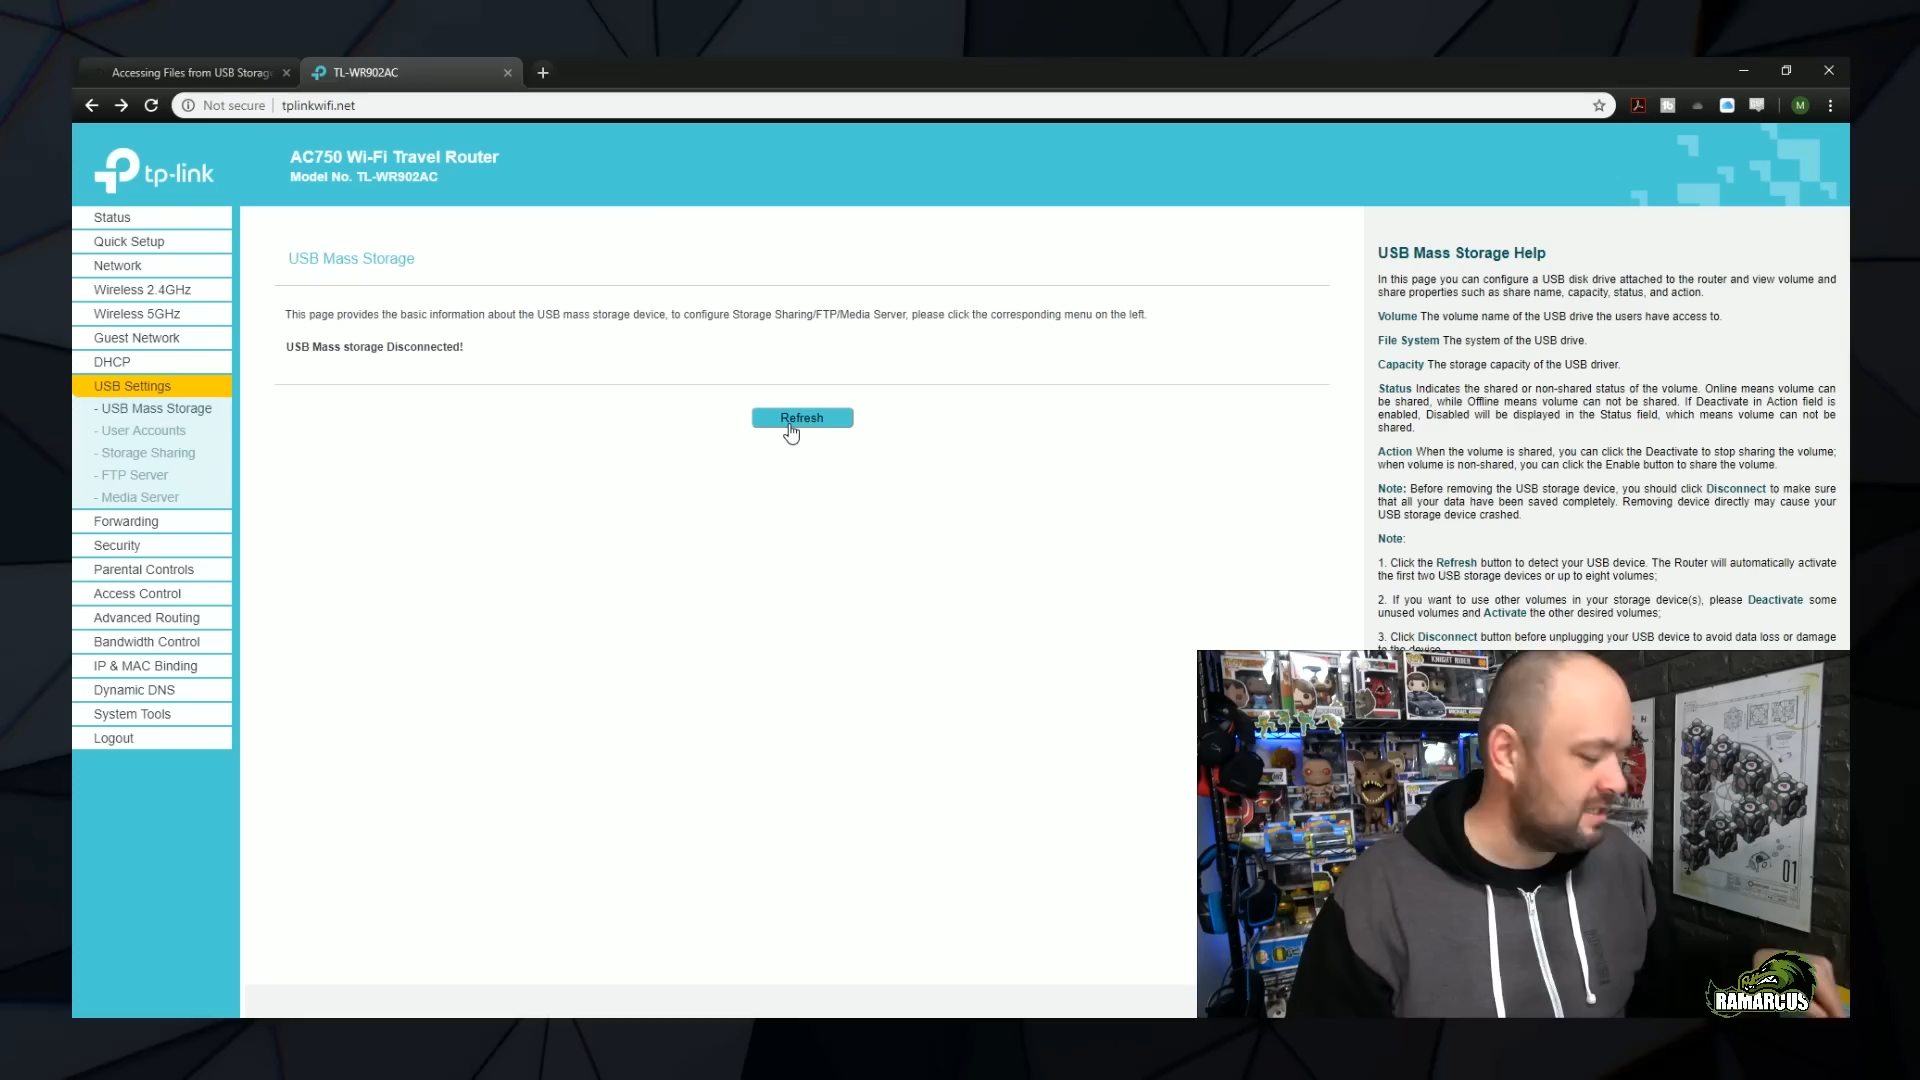 Accessing Files from USB Storag
TL-WR902AC
Not secure
tplinkwifi.net
M
tp-link
AC750 Wi-Fi Travel Router
Model No. TL-WR902AC
Status
Quick Setup
Network
Wireless 2.4GHz
Wireless 5GHz
Guest Network
DHCP
USB Settings
- USB Mass Storage
- User Accounts
- Storage Sharing
- FTP Server
- Media Server
Forwarding
Security
Parental Controls
Access Control
Advanced Routing
Bandwidth Control
IP & MAC Binding
Dynamic DNS
System Tools
Logout
USB Mass Storage
This page provides the basic information about the USB mass storage device, to configure Storage Sharing/FTP/Media Server, please click the corresponding menu on the left.
USB Mass storage Disconnected!
Refresh
USB Mass Storage Help
In this page you can configure a USB disk drive attached to the router and view volume and
share properties such as share name, capacity, status, and action.
Volume The volume name of the USB drive the users have access to.
File System The system of the USB drive.
Capacity The storage capacity of the USB driver.
Status Indicates the shared or non-shared status of the volume. Online means volume can
be shared, while Offline means volume can not be shared. If Deactivate in Action field is
enabled, Disabled will be displayed in the Status field, which means volume can not be
shared.
Action When the volume is shared, you can click the Deactivate to stop sharing the volume;
when volume is non-shared, you can click the Enable button to share the volume.
Note: Before removing the USB storage device, you should click Disconnect to make sure
that all your data have been saved completely. Removing device directly may cause your
USB storage device crashed.
Note:
1. Click the Refresh button to detect your USB device. The Router will automatically activate
the first two USB storage devices or up to eight volumes;
2. If you want to use other volumes in your storage device(s), please Deactivate some
unused volumes and Activate the other desired volumes;
3. Click Disconnect button before unplugging your USB device to avoid data loss or damage
to the device.
KNIGHT RIDER
01
RAMARCUS